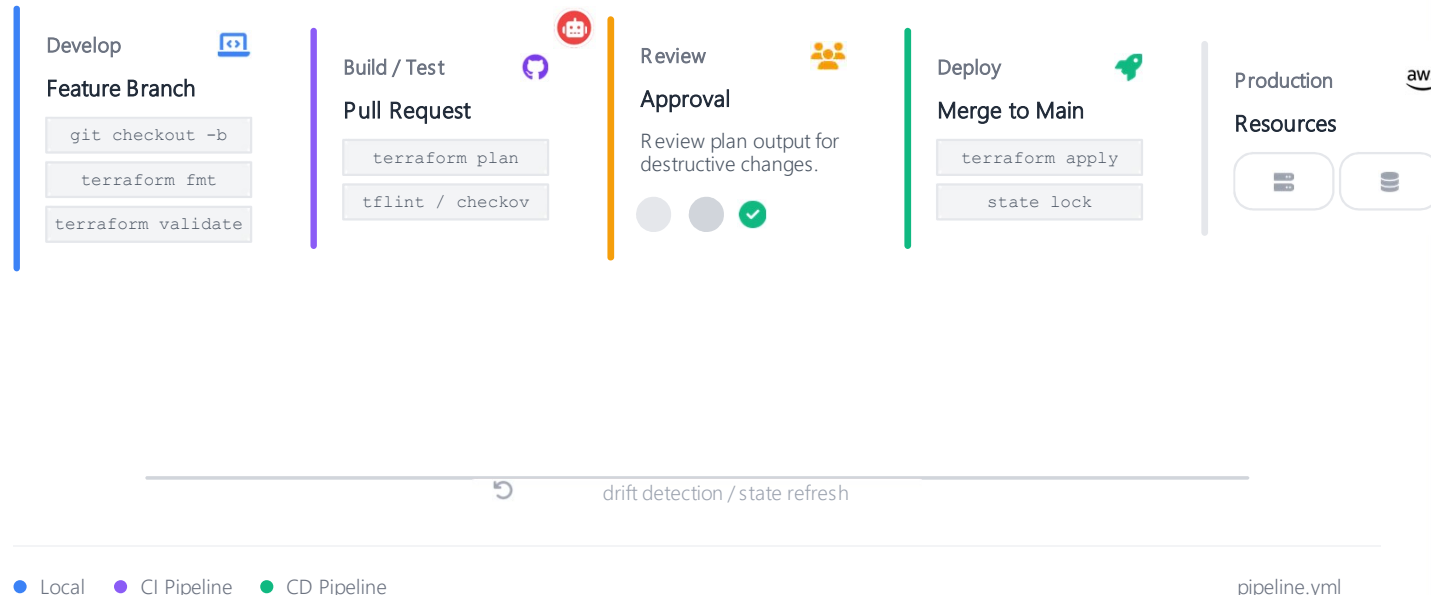 Develop
Feature Branch
git checkout -b
terraform fmt
terraform validate
Build / Test
Pull Request
terraform plan
tflint / checkov
Review
Approval
Review plan output for
destructive changes.
Deploy
Merge to Main
terraform apply
state lock
Production
aw
Resources
drift detection / state refresh
Local
CI Pipeline
CD Pipeline
pipeline.yml